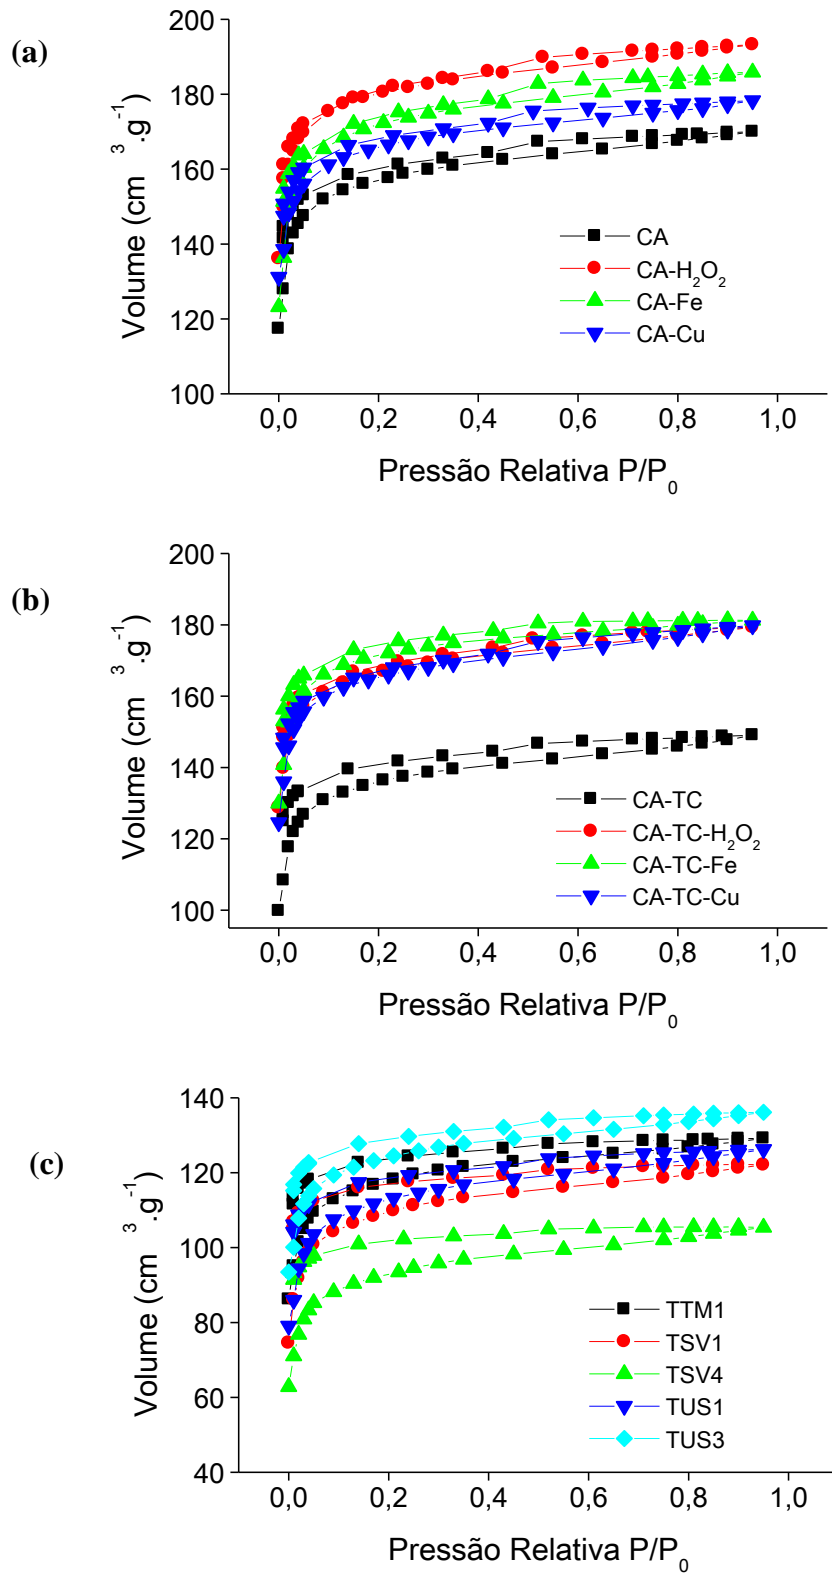 (a)
200
180
160
140
120
100
Volume (cm³.g⁻¹)
CA
CA-H₂O₂
CA-Fe
CA-Cu
0,0 0,2 0,4 0,6 0,8 1,0
Pressão Relativa P/P₀
(b)
200
180
160
140
120
100
Volume (cm³.g⁻¹)
CA-TC
CA-TC-H₂O₂
CA-TC-Fe
CA-TC-Cu
0,0 0,2 0,4 0,6 0,8 1,0
Pressão Relativa P/P₀
(c)
140
120
100
80
60
40
Volume (cm³.g⁻¹)
TTM1
TSV1
TSV4
TUS1
TUS3
0,0 0,2 0,4 0,6 0,8 1,0
Pressão Relativa P/P₀